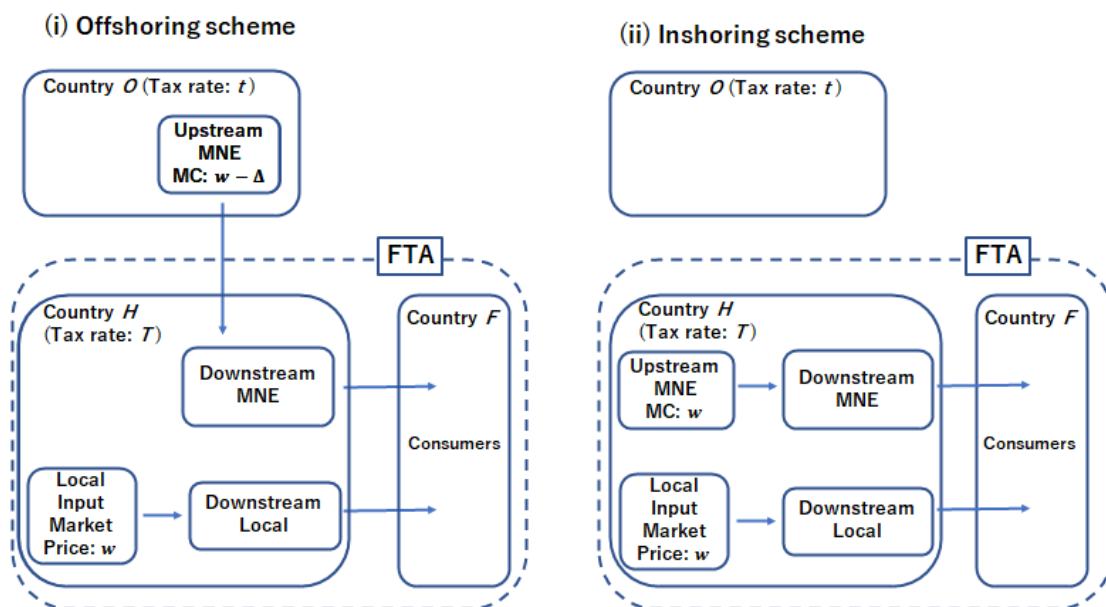 (i) Offshoring scheme
Country O (Tax rate: t)
Upstream
MNE
MC: w − Δ
FTA
Country H
(Tax rate: T)
Country F
Downstream
MNE
Consumers
Local
Input
Market
Price: w
Downstream
Local
(ii) Inshoring scheme
Country O (Tax rate: t)
FTA
Country H
(Tax rate: T)
Country F
Upstream
MNE
MC: w
Downstream
MNE
Consumers
Local
Input
Market
Price: w
Downstream
Local